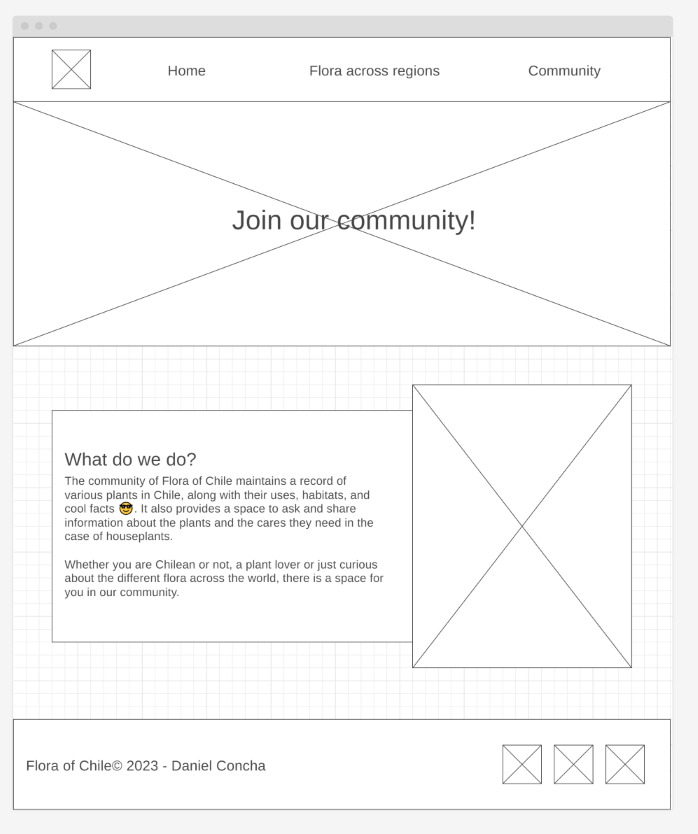 Home
Flora across regions
Community
Join our community!
What do we do?
The community of Flora of Chile maintains a record of
various plants in Chile, along with their uses, habitats, and
cool facts 😎. It also provides a space to ask and share
information about the plants and the cares they need in the
case of houseplants.
Whether you are Chilean or not, a plant lover or just curious
about the different flora across the world, there is a space for
you in our community.
Flora of Chile© 2023 - Daniel Concha